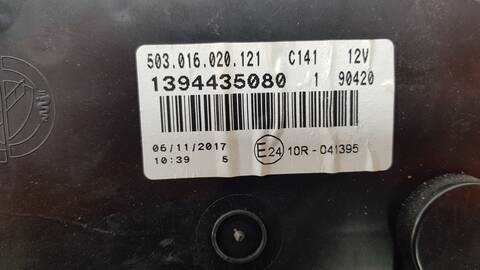 503.016.020.121 C141 12V
1394435080 1 90420
06/11/2017 E24 10R - 041395
10:39 5